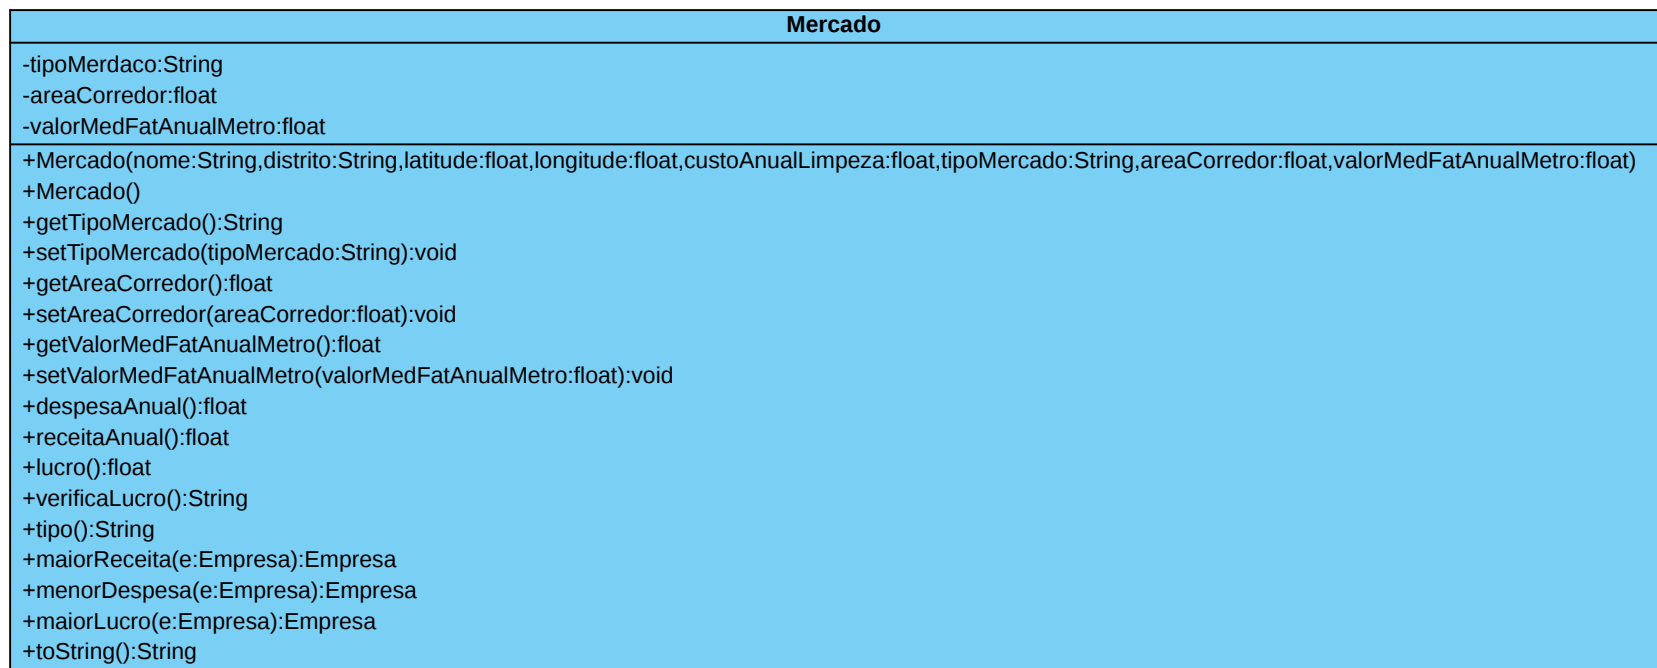 Mercado
-tipoMerdaco:String
-areaCorredor:float
-valorMedFatAnualMetro:float
+Mercado(nome:String,distrito:String,latitude:float,longitude:float,custoAnualLimpeza:float,tipoMercado:String,areaCorredor:float,valorMedFatAnualMetro:float)
+Mercado()
+getTipoMercado():String
+setTipoMercado(tipoMercado:String):void
+getAreaCorredor():float
+setAreaCorredor(areaCorredor:float):void
+getValorMedFatAnualMetro():float
+setValorMedFatAnualMetro(valorMedFatAnualMetro:float):void
+despesaAnual():float
+receitaAnual():float
+lucro():float
+verificaLucro():String
+tipo():String
+maiorReceita(e:Empresa):Empresa
+menorDespesa(e:Empresa):Empresa
+maiorLucro(e:Empresa):Empresa
+toString():String